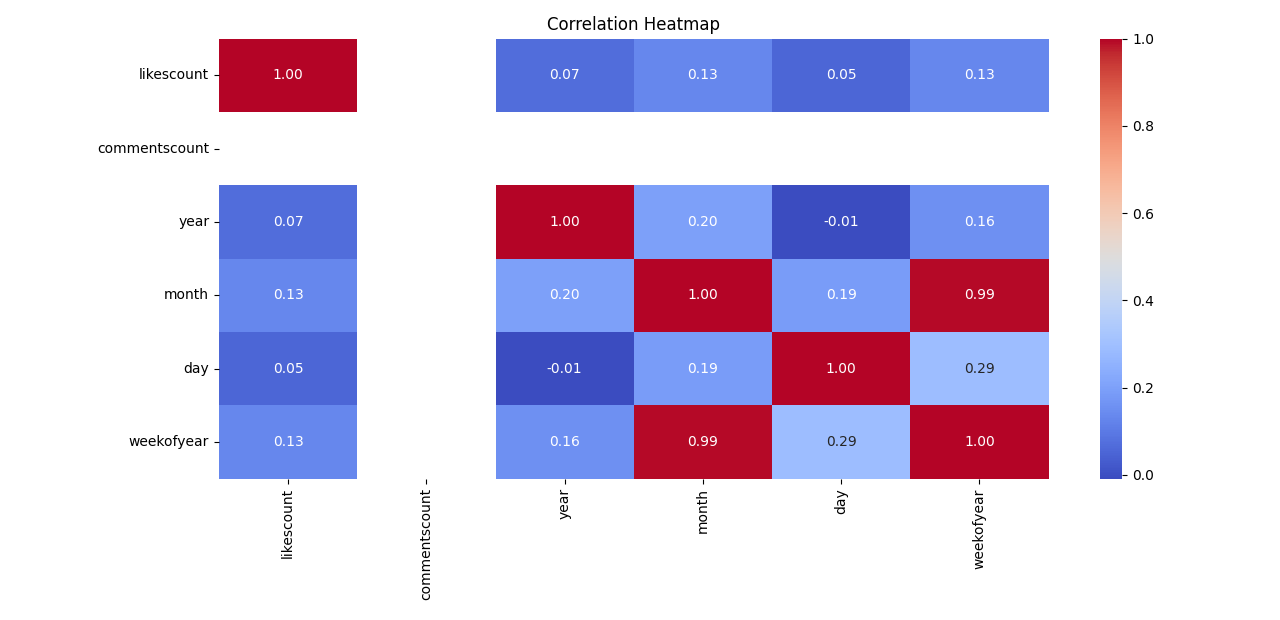 Correlation Heatmap
likescount 1.00 0.07 0.13 0.05 0.13
commentscount
year 0.07 1.00 0.20 -0.01 0.16
month 0.13 0.20 1.00 0.19 0.99
day 0.05 -0.01 0.19 1.00 0.29
weekofyear 0.13 0.16 0.99 0.29 1.00
likescount
commentscount
year
month
day
weekofyear
1.0
0.8
0.6
0.4
0.2
0.0